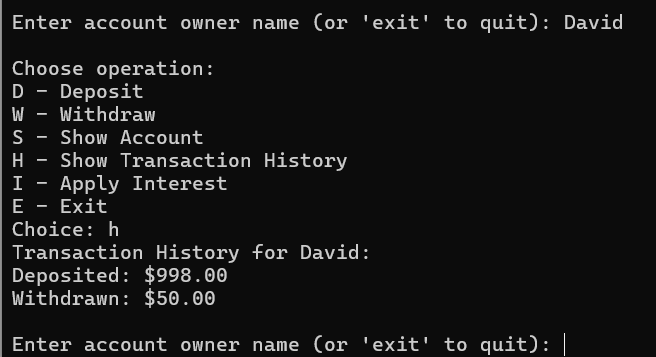 Enter account owner name (or 'exit' to quit): David
Choose operation:
D - Deposit
W - Withdraw
S - Show Account
H - Show Transaction History
I - Apply Interest
E - Exit
Choice: h
Transaction History for David:
Deposited: $998.00
Withdrawn: $50.00
Enter account owner name (or 'exit' to quit):